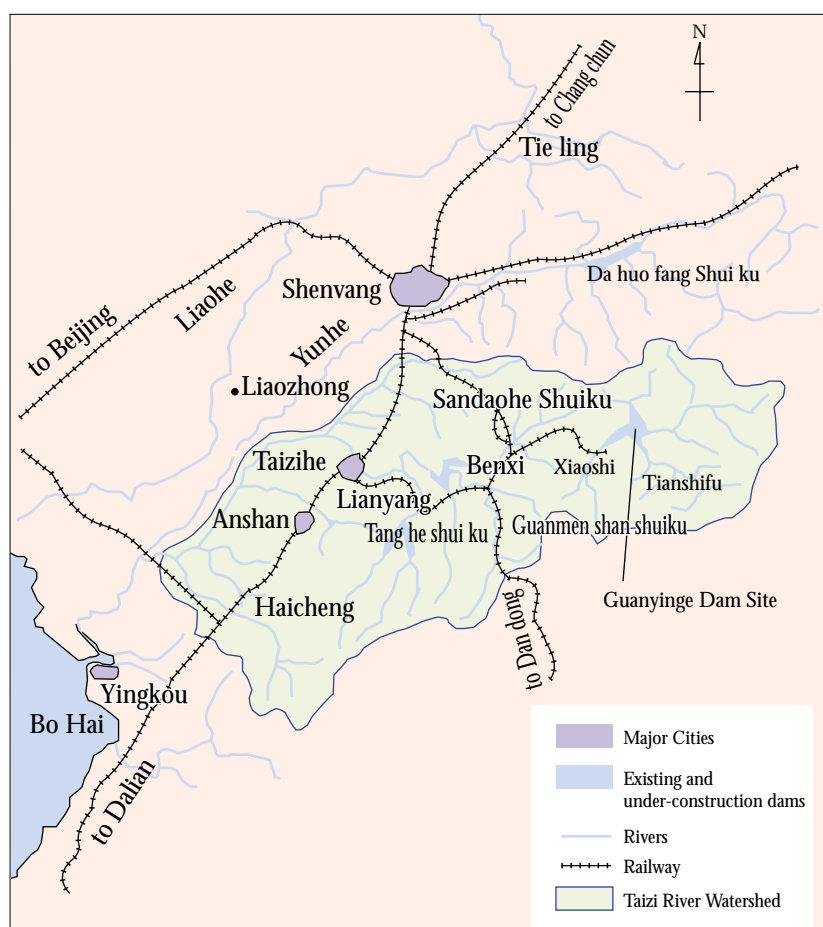 N
to Chang chun
Tie ling
Da huo fang Shui ku
Shenvang
to Beijing
Liaohe
Yunhe
Liaozhong
Sandaohe Shuiku
Taizihe
Benxi
Xiaoshi
Tianshifu
Lianyang
Anshan
Tang he shui ku
Guanmen shan shuiku
Guanyinge Dam Site
Haicheng
to Dan dong
Yingkou
Bo Hai
to Dalian
Major Cities
Existing and
under-construction dams
Rivers
Railway
Taizi River Watershed